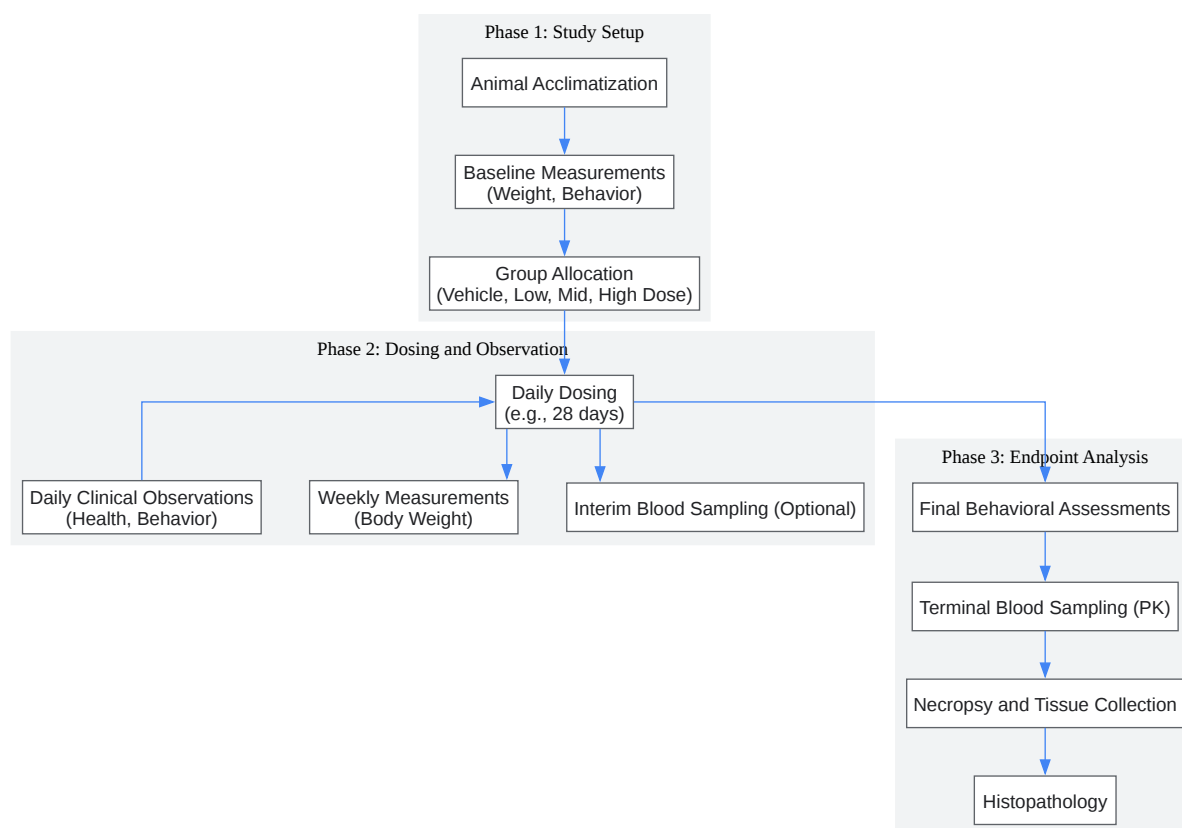 Phase 1: Study Setup
Animal Acclimatization
Baseline Measurements
(Weight, Behavior)
Group Allocation
(Vehicle, Low, Mid, High Dose)
Phase 2: Dosing and Observation
Daily Dosing
(e.g., 28 days)
Daily Clinical Observations
(Health, Behavior)
Weekly Measurements
(Body Weight)
Interim Blood Sampling (Optional)
Phase 3: Endpoint Analysis
Final Behavioral Assessments
Terminal Blood Sampling (PK)
Necropsy and Tissue Collection
Histopathology